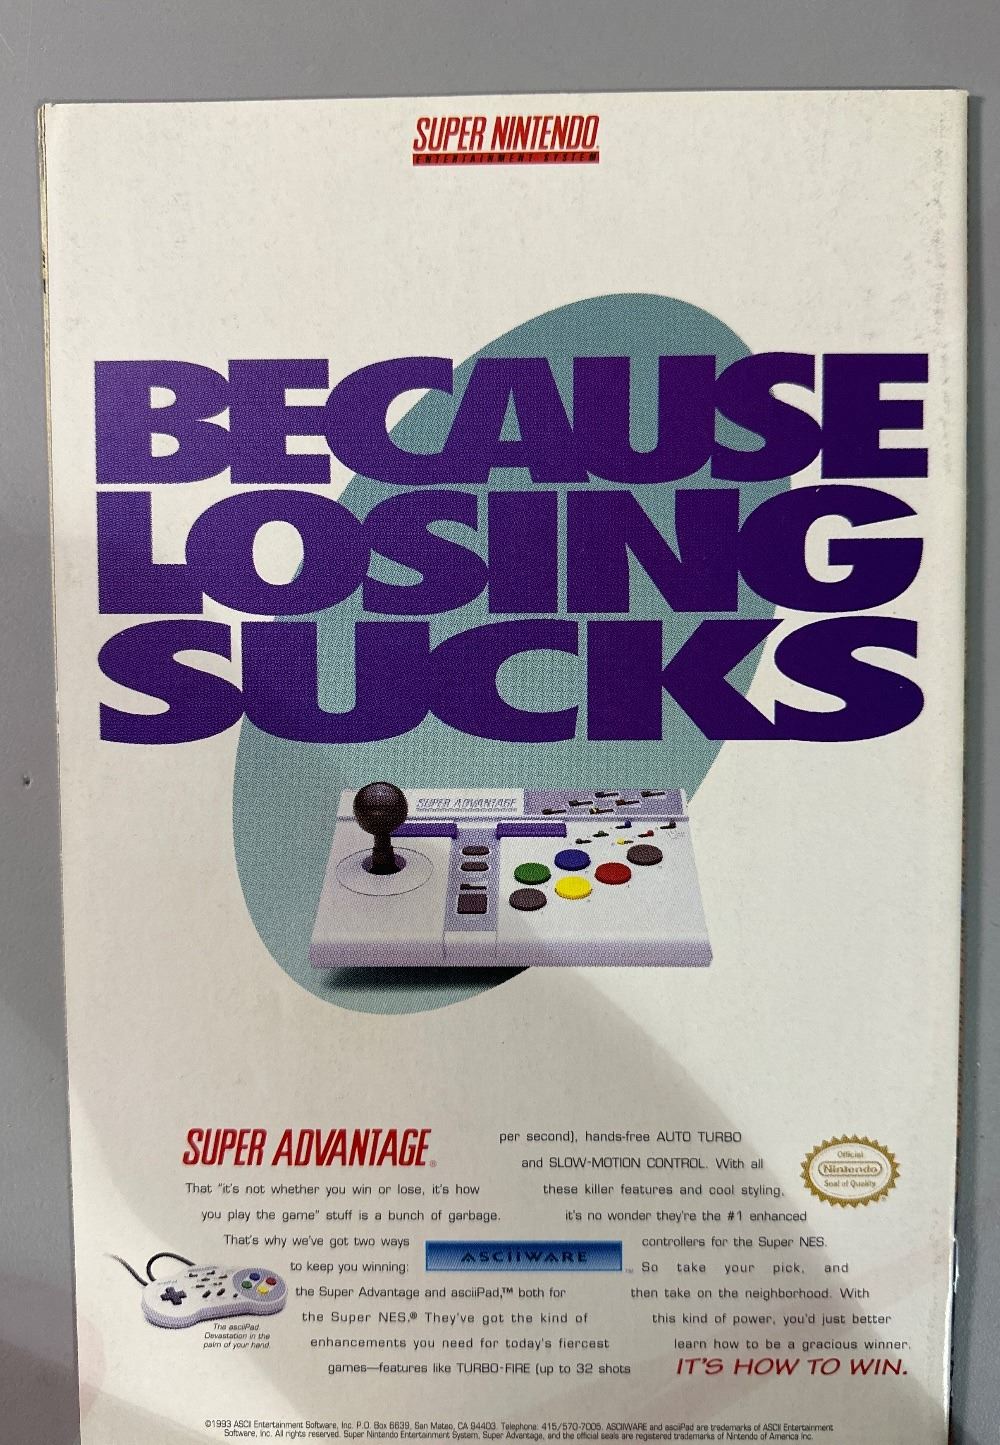 SUPER NINTENDO
ENTERTAINMENT SYSTEM
BECAUSE
LOSING
SUCKS
SUPER ADVANTAGE
SUPER ADVANTAGE®
That "it's not whether you win or lose, it's how
you play the game" stuff is a bunch of garbage.
That's why we've got two ways
to keep you winning:
the Super Advantage and asciiPad,™ both for
the Super NES.® They've got the kind of
enhancements you need for today's fiercest
games—features like TURBO-FIRE (up to 32 shots
The asciiPad.
Devastation in the
palm of your hand.
ASCIIWARE™
per second), hands-free AUTO TURBO
and SLOW-MOTION CONTROL. With all
these killer features and cool styling,
it's no wonder they're the #1 enhanced
controllers for the Super NES.
So take your pick, and
then take on the neighborhood. With
this kind of power, you'd just better
learn how to be a gracious winner.
IT'S HOW TO WIN.
Official
Nintendo
Seal of Quality
©1993 ASCII Entertainment Software, Inc. P.O. Box 6639, San Mateo, CA 94403. Telephone: 415/570-7005. ASCIIWARE and asciiPad are trademarks of ASCII Entertainment
Software, Inc. All rights reserved. Super Nintendo Entertainment System, Super Advantage, and the official seals are registered trademarks of Nintendo of America Inc.